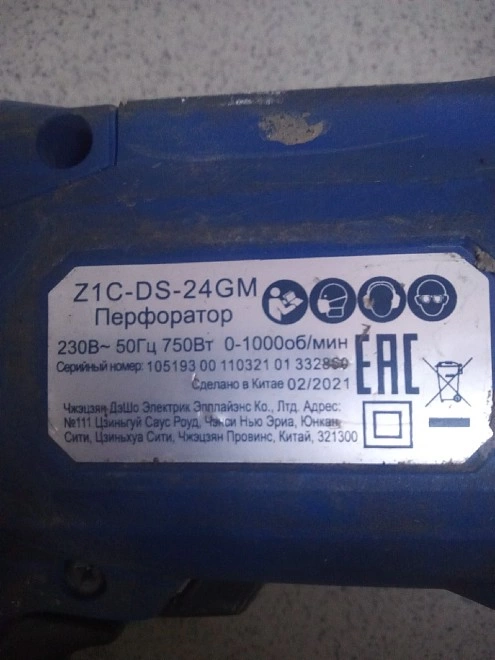 Z1C-DS-24GM
Перфоратор
230В~ 50Гц 750Вт 0-1000об/мин
Серийный номер: 105193 00 110321 01 332860
Сделано в Китае 02/2021
EAC
Чжэцзян ДэШо Электрик Эпплайэнс Ко., Лтд. Адрес:
№111 Цзиньгуй Саус Роуд, Чэнси Нью Эриа, Юнкан
Сити, Цзиньхуа Сити, Чжэцзян Провинс, Китай, 321300